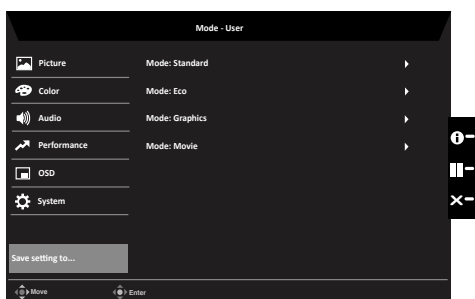 Mode - User
Picture
Mode: Standard
Color
Mode: Eco
Audio
Mode: Graphics
Performance
Mode: Movie
OSD
System
Save setting to...
Move
Enter